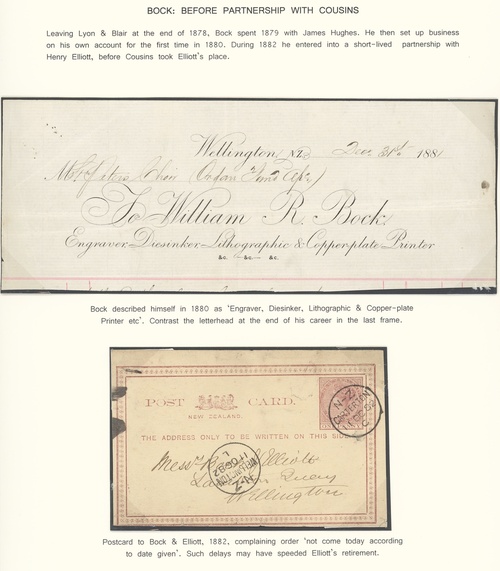 BOCK: BEFORE PARTNERSHIP WITH COUSINS
Leaving Lyon & Blair at the end of 1878, Bock spent 1879 with James Hughes. He then set up business
on his own account for the first time in 1880. During 1882 he entered into a short-lived partnership with
Henry Elliott, before Cousins took Elliott's place.
Wellington, N.Z. Dec. 31st 1881
To William R. Bock,
Engraver, Diesinker, Lithographic & Copperplate Printer
&c. &c. &c.
Bock described himself in 1880 as 'Engraver, Diesinker, Lithographic & Copper-plate
Printer etc'. Contrast the letterhead at the end of his career in the last frame.
POST CARD.
NEW ZEALAND.
THE ADDRESS ONLY TO BE WRITTEN ON THIS SIDE
Messrs Bock & Elliott
Lambton Quay
Wellington
N-Z
WELLINGTON
Postcard to Bock & Elliott, 1882, complaining order 'not come today according
to date given'. Such delays may have speeded Elliott's retirement.